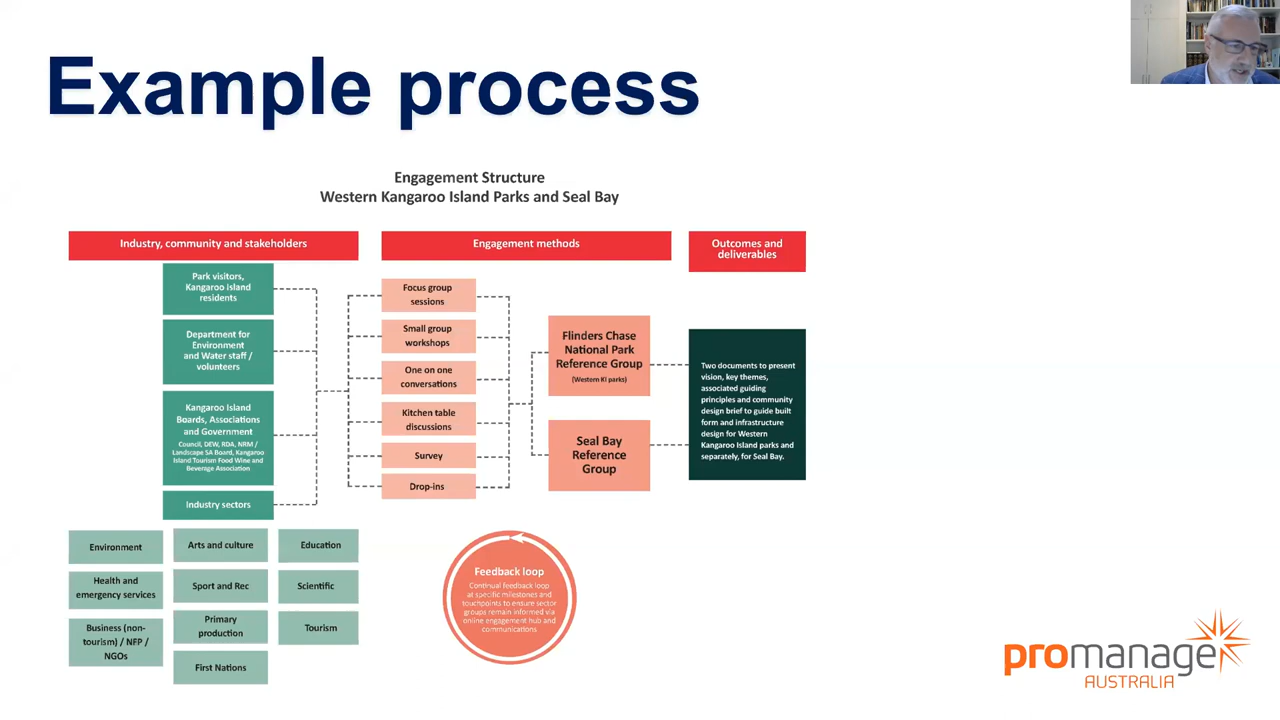 Example process
Engagement Structure
Western Kangaroo Island Parks and Seal Bay
Industry, community and stakeholders
Park visitors,
Kangaroo island
residents
Department for
Environment
and Water staff /
volunteers
Kangaroo Island
Boards, Associations
and Government
Council, DEW, RDA, NRM /
Landscape SA Board, Kangaroo
Island Tourism Food Wine and
Beverage Association
Industry sectors
Environment
Health and
emergency services
Business (non-
tourism) / NFP /
NGOs
Arts and culture
Sport and Rec
Primary
production
First Nations
Education
Scientific
Tourism
Engagement methods
Focus group
sessions
Small group
workshops
One on one
conversations
Kitchen table
discussions
Survey
Drop-ins
Flinders Chase
National Park
Reference Group
(Western KI parks)
Seal Bay
Reference
Group
Feedback loop
Continual feedback loop
at specific milestones and
touchpoints to ensure sector
groups remain informed via
online engagement hub and
communications
Outcomes and
deliverables
Two documents to present
vision, key themes,
associated guiding
principles and community
design brief to guide built
form and infrastructure
design for Western
Kangaroo Island parks and
separately, for Seal Bay.
promanage
AUSTRALIA